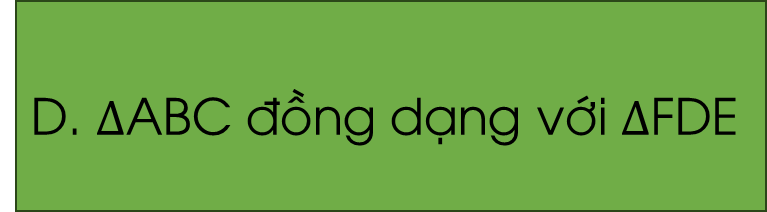 D. ΔABC đồng dạng với ΔFDE